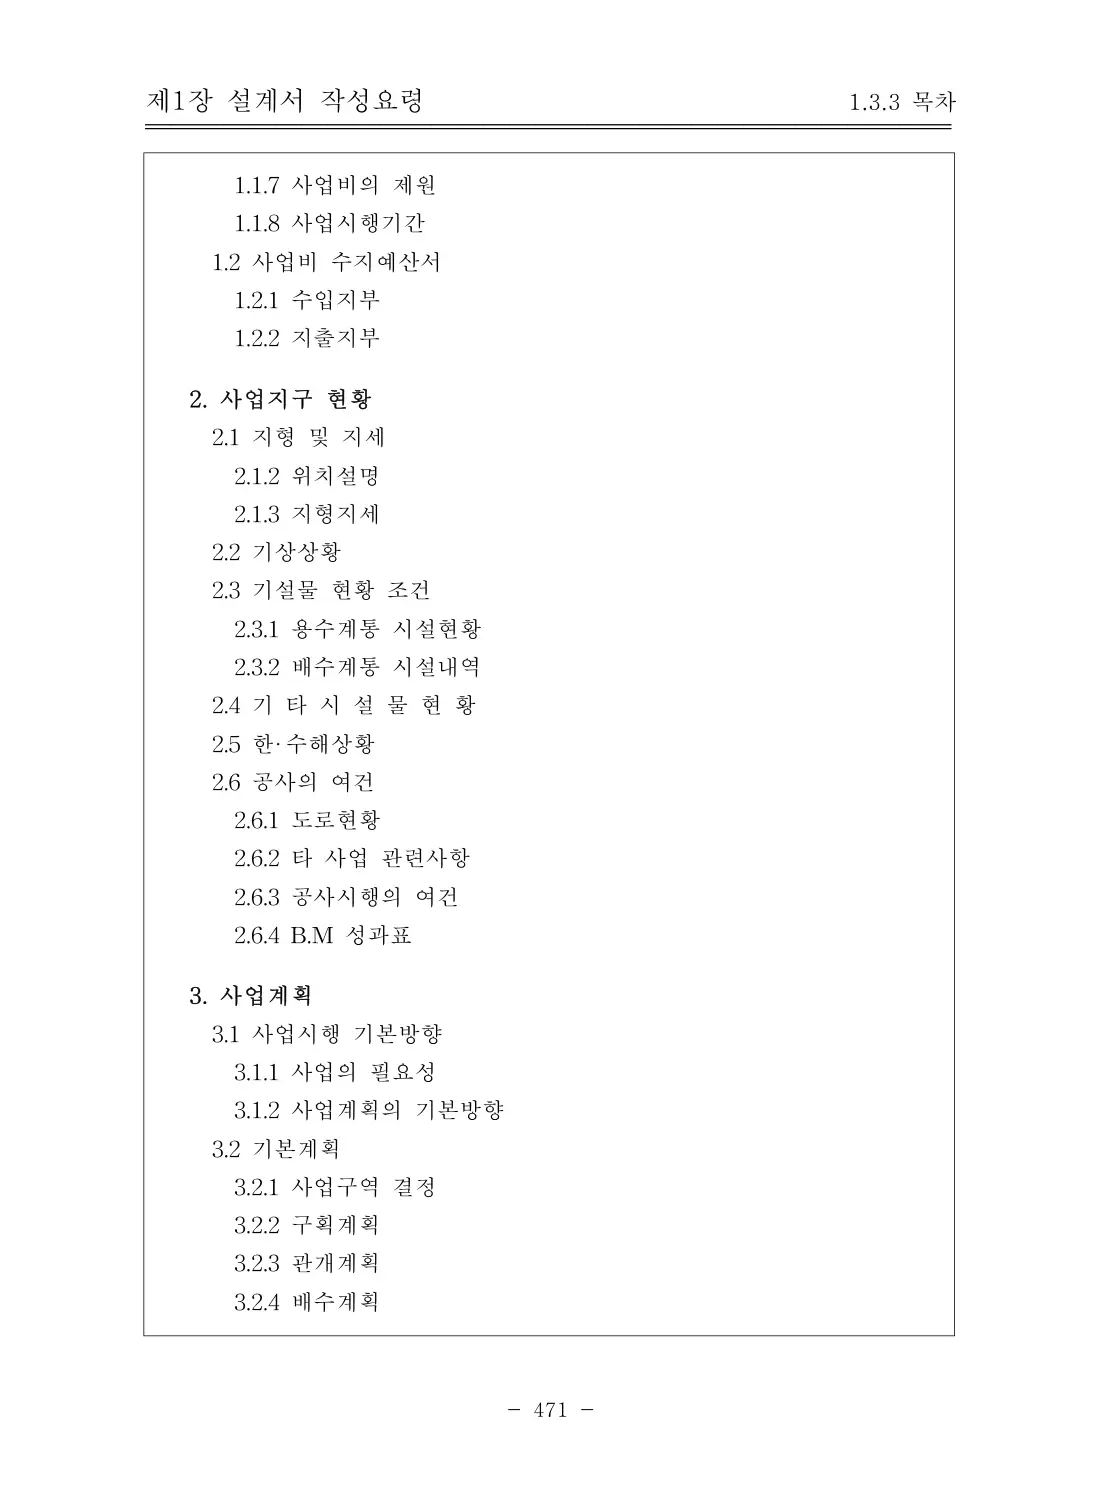 제1장 설계서 작성요령
1.3.3 목차
1.1.7 사업비의 제원
1.1.8 사업시행기간
1.2 사업비 수지예산서
1.2.1 수입지부
1.2.2 지출지부
2. 사업지구 현황
2.1 지형 및 지세
2.1.2 위치설명
2.1.3 지형지세
2.2 기상상황
2.3 기설물 현황 조건
2.3.1 용수계통 시설현황
2.3.2 배수계통 시설내역
2.4 기 타 시 설 물 현 황
2.5 한·수해상황
2.6 공사의 여건
2.6.1 도로현황
2.6.2 타 사업 관련사항
2.6.3 공사시행의 여건
2.6.4 B.M 성과표
3. 사업계획
3.1 사업시행 기본방향
3.1.1 사업의 필요성
3.1.2 사업계획의 기본방향
3.2 기본계획
3.2.1 사업구역 결정
3.2.2 구획계획
3.2.3 관개계획
3.2.4 배수계획
- 471 -